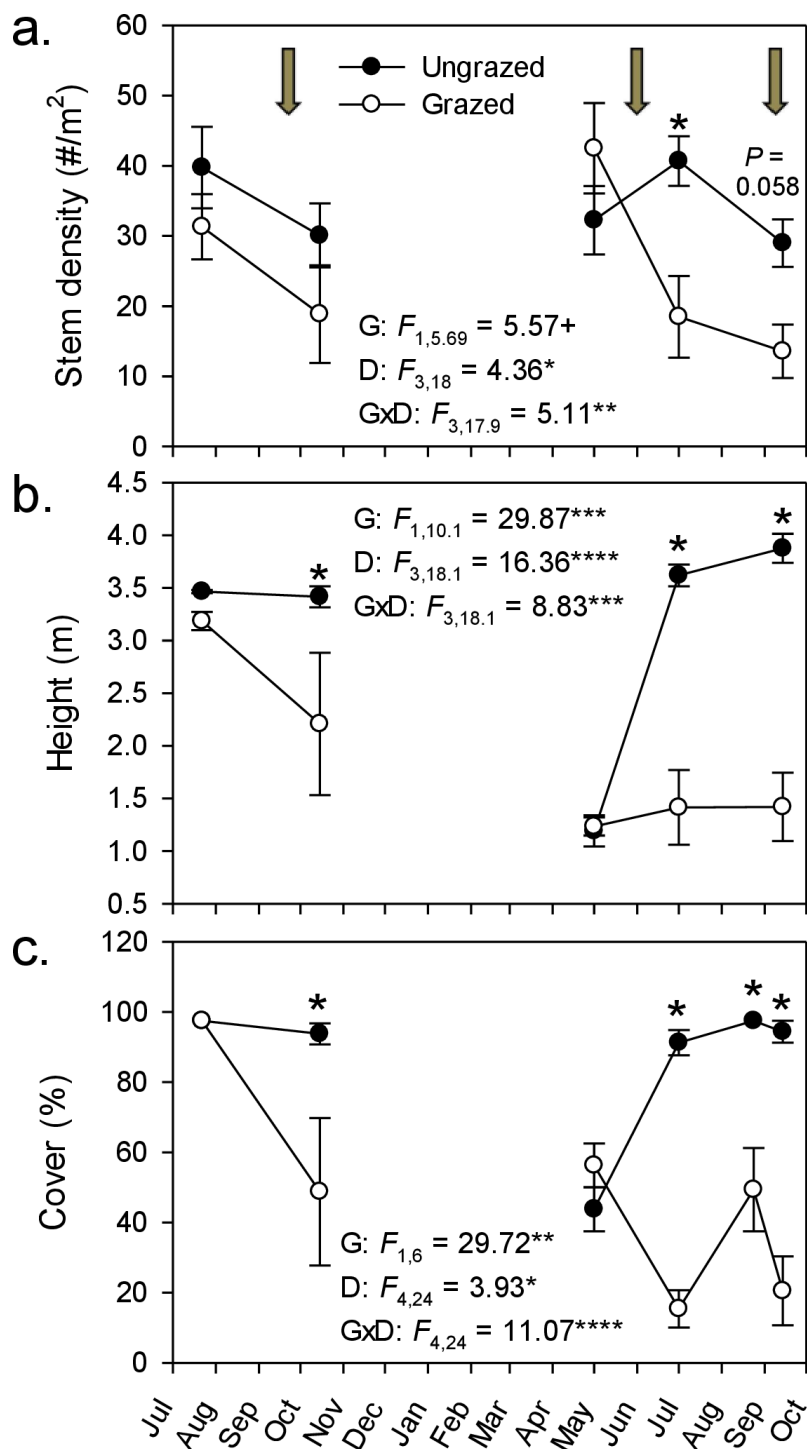 a.
Stem density (#/m²)
60
50
40
30
20
10
0
Ungrazed
Grazed
*
P =
0.058
G: F1,5.69 = 5.57+
D: F3,18 = 4.36*
GxD: F3,17.9 = 5.11**
b.
Height (m)
4.5
4.0
3.5
3.0
2.5
2.0
1.5
1.0
0.5
*
G: F1,10.1 = 29.87***
D: F3,18.1 = 16.36****
GxD: F3,18.1 = 8.83***
*
*
c.
Cover (%)
120
100
80
60
40
20
0
*
*
*
*
G: F1,6 = 29.72**
D: F4,24 = 3.93*
GxD: F4,24 = 11.07****
Jul
Aug
Sep
Oct
Nov
Dec
Jan
Feb
Mar
Apr
May
Jun
Jul
Aug
Sep
Oct